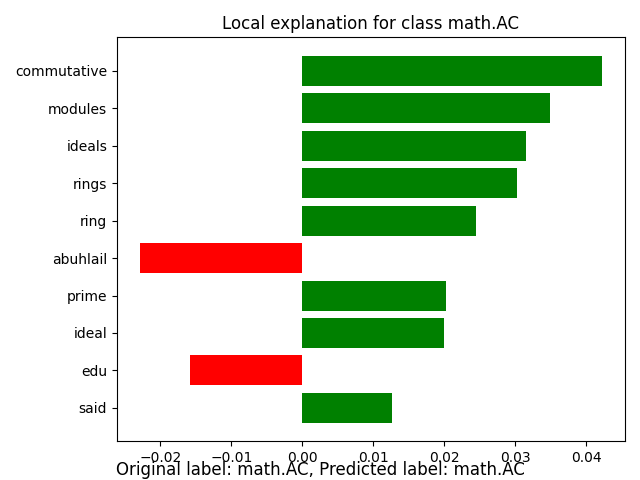 Local explanation for class math.AC
commutative
modules
ideals
rings
ring
abuhlail
prime
ideal
edu
said
−0.02 −0.01 0.00 0.01 0.02 0.03 0.04
Original label: math.AC, Predicted label: math.AC